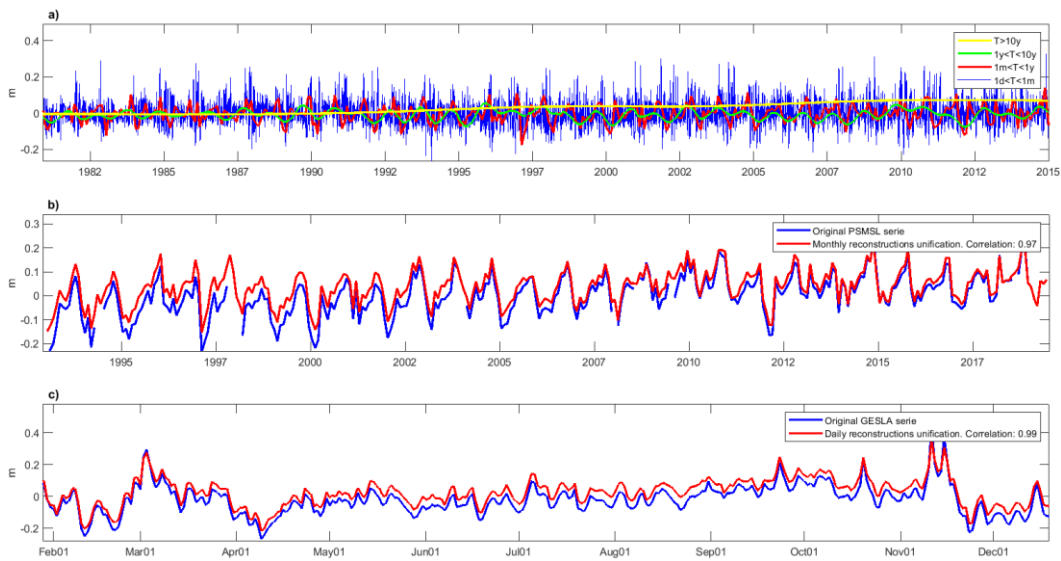 a)
0.4
0.2
0
-0.2
m
T>10y
1y<T<10y
1m<T<1y
1d<T<1m
1982 1985 1987 1990 1992 1995 1997 2000 2002 2005 2007 2010 2012 2015
b)
0.3
0.2
0.1
0
-0.1
-0.2
m
Original PSMSL serie
Monthly reconstructions unification. Correlation: 0.97
1995 1997 2000 2002 2005 2007 2010 2012 2015 2017
c)
0.4
0.2
0
-0.2
m
Original GESLA serie
Daily reconstructions unification. Correlation: 0.99
Feb01 Mar01 Apr01 May01 Jun01 Jul01 Aug01 Sep01 Oct01 Nov01 Dec01